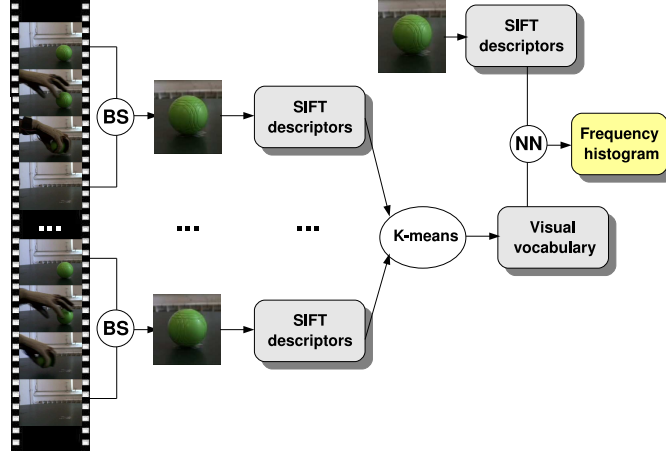 SIFT
descriptors
BS
SIFT
descriptors
NN
Frequency
histogram
...
...
...
K-means
Visual
vocabulary
BS
SIFT
descriptors